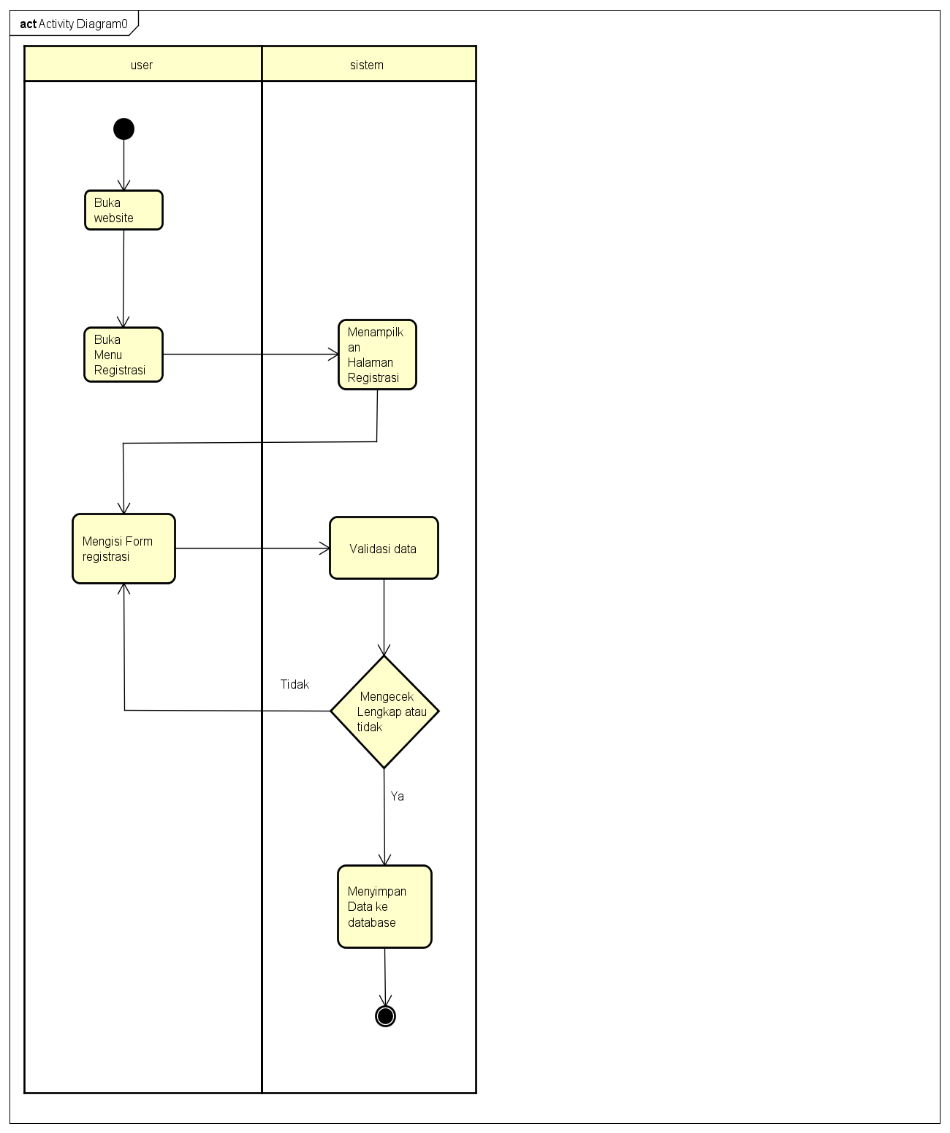 act Activity Diagram0
user
sistem
Buka
website
Buka
Menu
Registrasi
Menampilk
an
Halaman
Registrasi
Mengisi Form
registrasi
Validasi data
Tidak
Mengecek
Lengkap atau
tidak
Ya
Menyimpan
Data ke
database